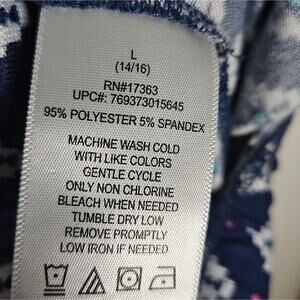 L
(14/16)
RN#17363
UPC#: 769373015645
95% POLYESTER 5% SPANDEX
MACHINE WASH COLD
WITH LIKE COLORS
GENTLE CYCLE
ONLY NON CHLORINE
BLEACH WHEN NEEDED
TUMBLE DRY LOW
REMOVE PROMPTLY
LOW IRON IF NEEDED